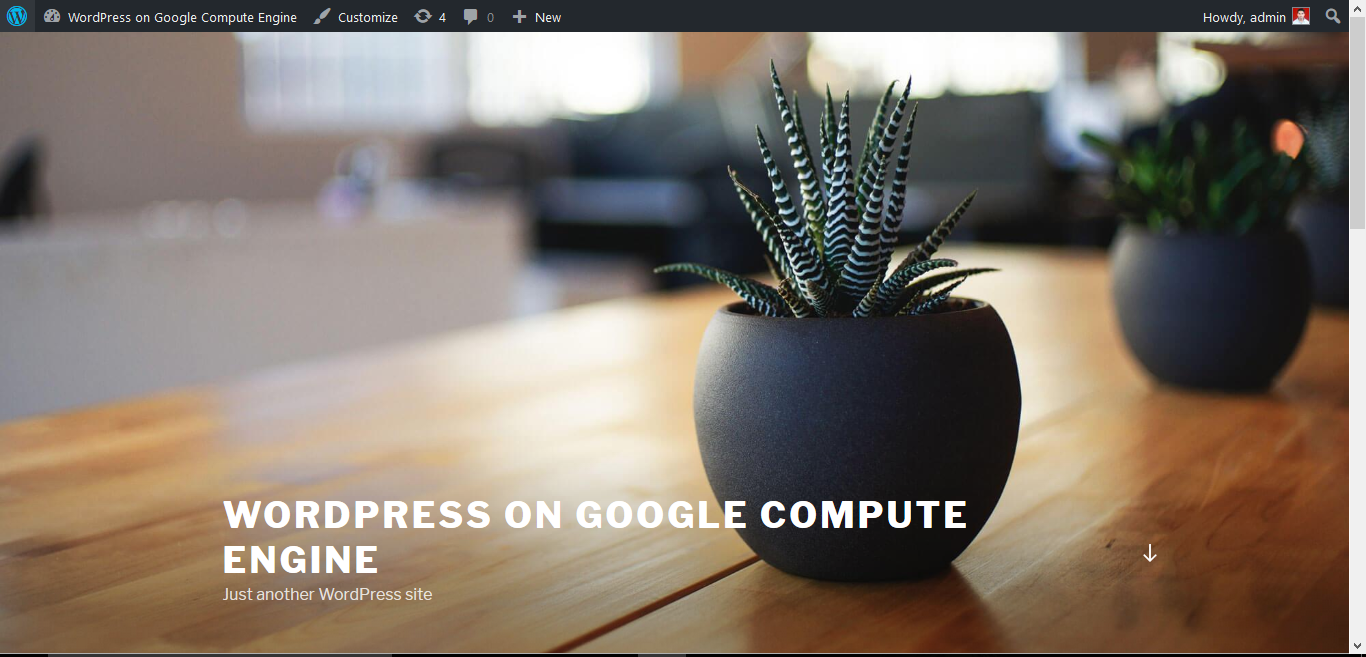 WordPress on Google Compute Engine Customize 4 0 New Howdy, admin
WORDPRESS ON GOOGLE COMPUTE
ENGINE
Just another WordPress site